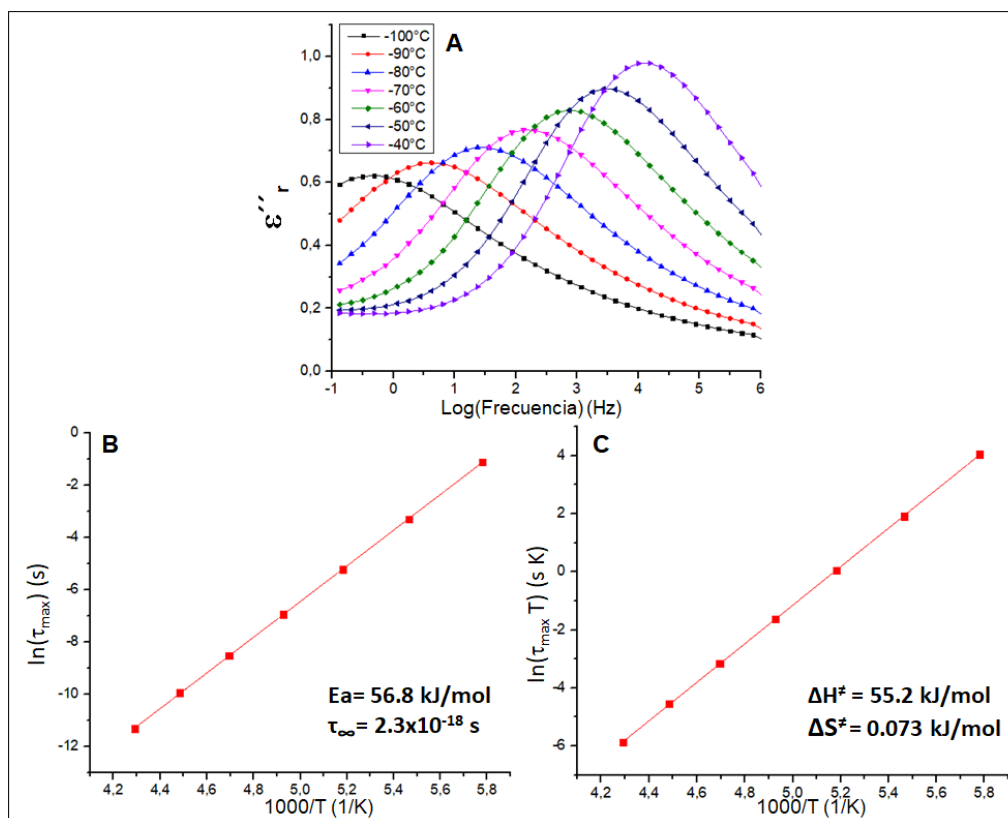 A
-100°C
-90°C
-80°C
-70°C
-60°C
-50°C
-40°C
1,0
0,8
0,6
0,4
0,2
0,0
ε´´r
-1 0 1 2 3 4 5 6
Log(Frecuencia) (Hz)
B
0
-2
-4
-6
-8
-10
-12
ln(τmax) (s)
Ea= 56.8 kJ/mol
τ∞= 2.3x10-18 s
4,2 4,4 4,6 4,8 5,0 5,2 5,4 5,6 5,8
1000/T (1/K)
C
4
2
0
-2
-4
-6
ln(τmax T) (s K)
ΔH≠ = 55.2 kJ/mol
ΔS≠ = 0.073 kJ/mol
4,2 4,4 4,6 4,8 5,0 5,2 5,4 5,6 5,8
1000/T (1/K)